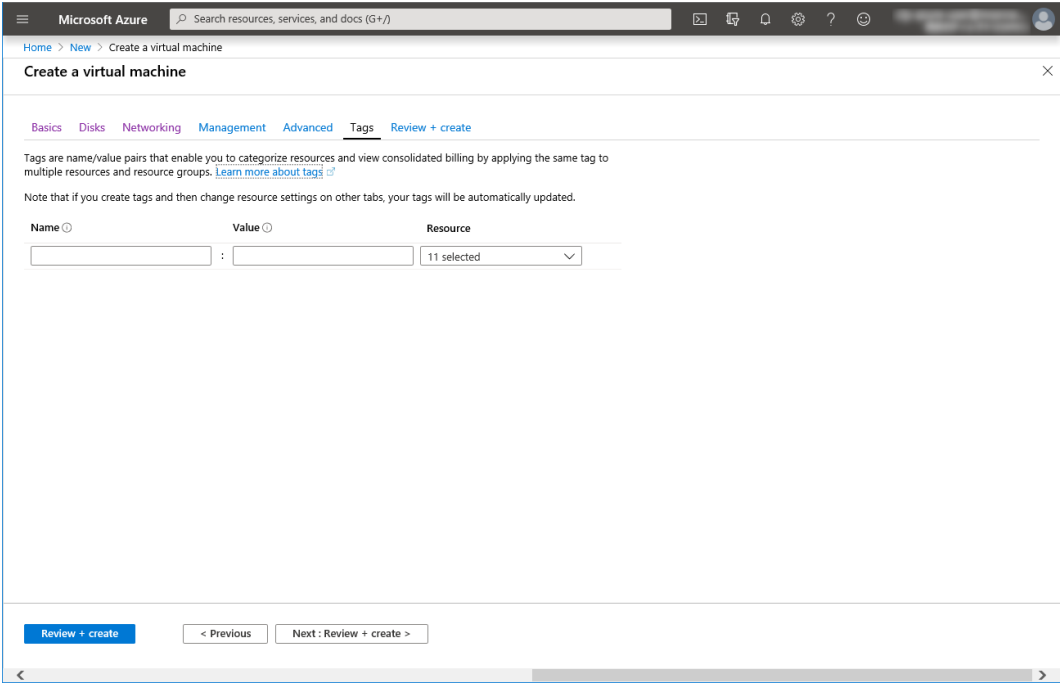 Microsoft Azure Search resources, services, and docs (G+/)
Home > New > Create a virtual machine
Create a virtual machine
Basics Disks Networking Management Advanced Tags Review + create
Tags are name/value pairs that enable you to categorize resources and view consolidated billing by applying the same tag to
multiple resources and resource groups. Learn more about tags
Note that if you create tags and then change resource settings on other tabs, your tags will be automatically updated.
Name Value Resource
: 11 selected
Review + create < Previous Next : Review + create >